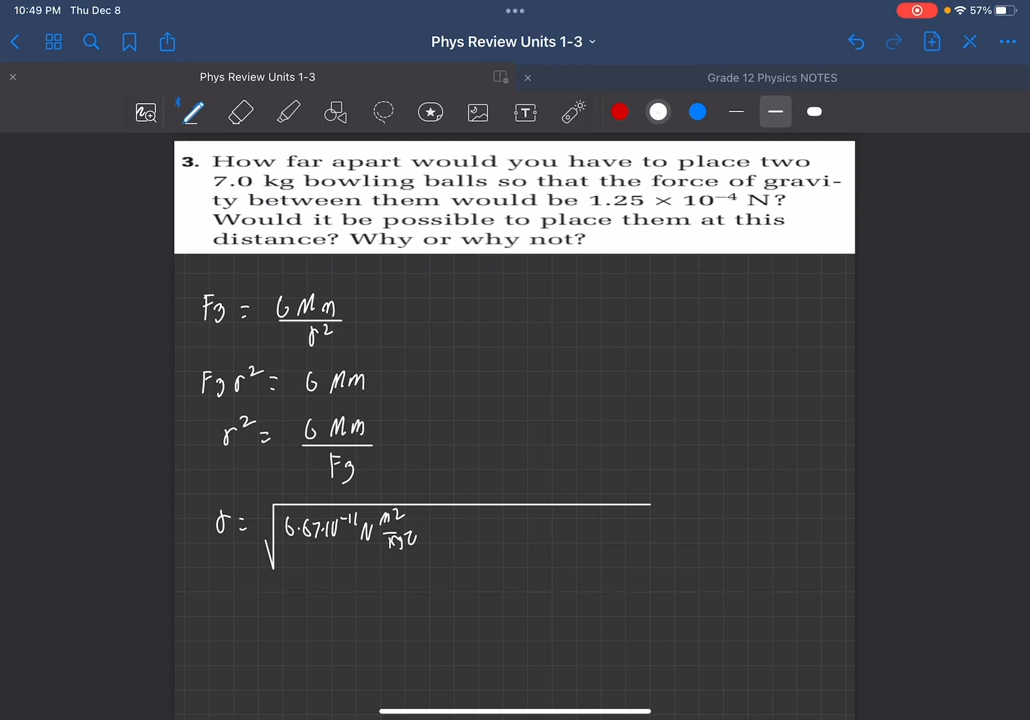 10:49 PM Thu Dec 8
57%
Phys Review Units 1-3
Phys Review Units 1-3
Grade 12 Physics NOTES
T
3. How far apart would you have to place two
7.0 kg bowling balls so that the force of gravi-
ty between them would be 1.25 × 10⁻⁴ N?
Would it be possible to place them at this
distance? Why or why not?
Fg = GMm / r²
Fg r² = GMm
r² = GMm / Fg
r = √ 6.67·10⁻¹¹ N m²/kg²